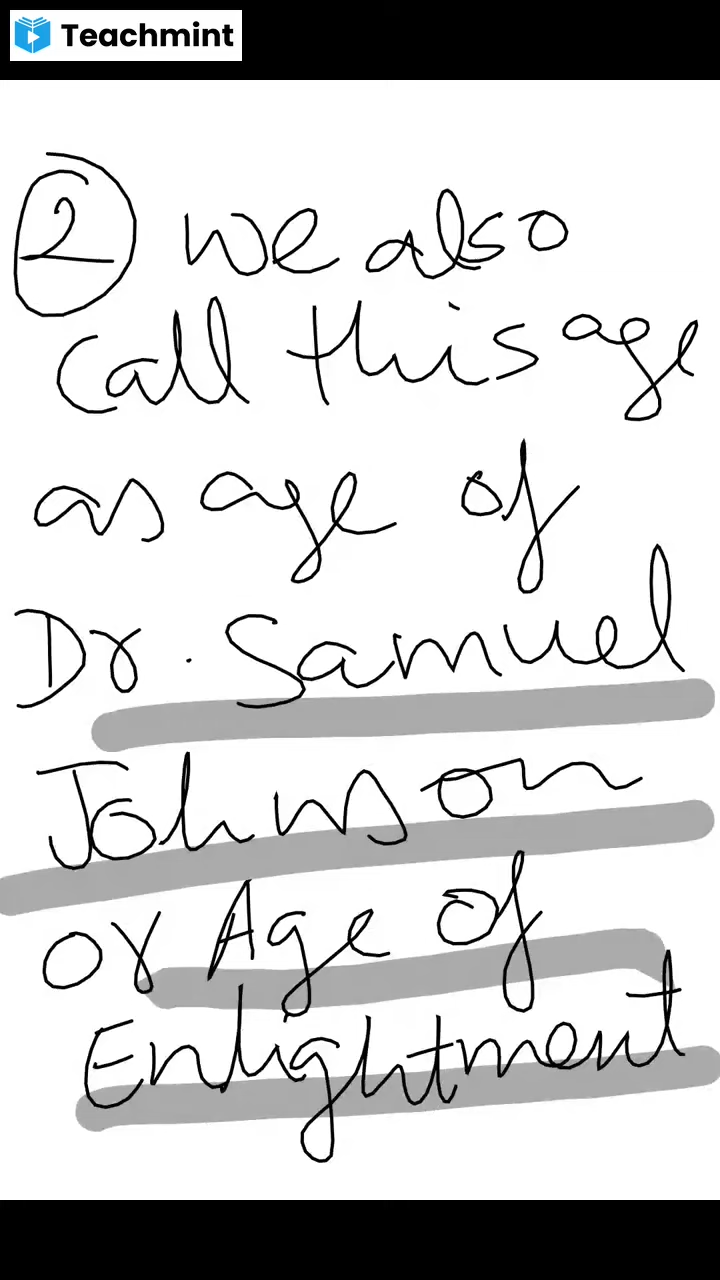 Teachmint
2 we also
call this age
as age of
Dr. Samuel
Johnson
or Age of
Enlightment